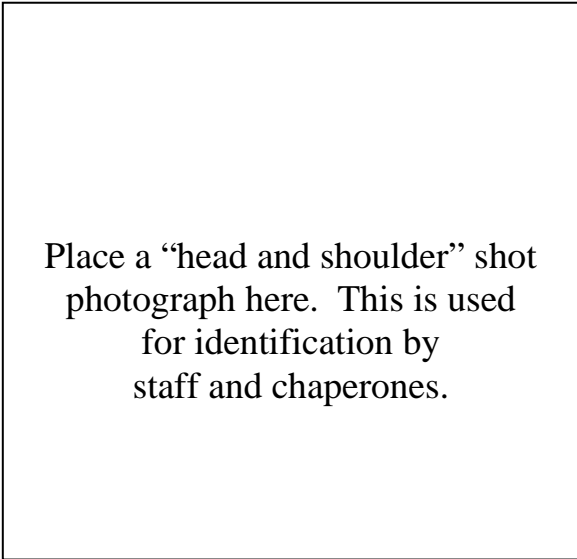 Place a “head and shoulder” shot
photograph here.  This is used
for identification by
staff and chaperones.